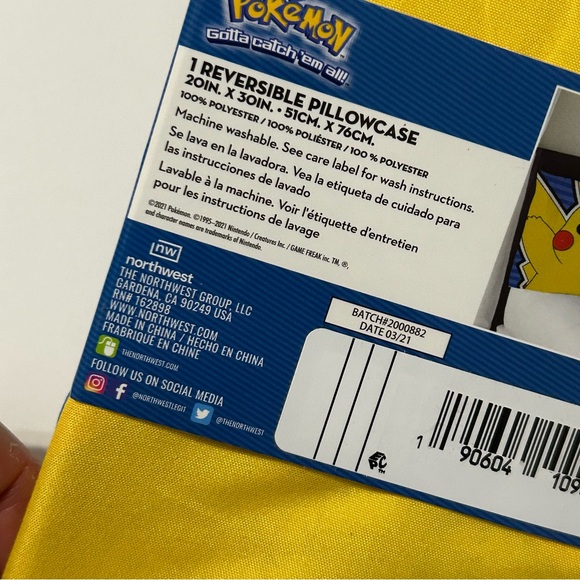 POKéMON
Gotta catch 'em all!
1 REVERSIBLE PILLOWCASE
20IN. X 30IN. • 51CM. X 76CM.
100% POLYESTER / 100% POLIÉSTER / 100 % POLYESTER
Machine washable. See care label for wash instructions.
Se lava en la lavadora. Vea la etiqueta de cuidado para
las instrucciones de lavado
Lavable à la machine. Voir l'étiquette d'entretien
pour les instructions de lavage
©2021 Pokémon. ©1995–2021 Nintendo / Creatures Inc. / GAME FREAK inc. TM, ®,
and character names are trademarks of Nintendo.
nw
northwest
THE NORTHWEST GROUP, LLC
GARDENA, CA 90249 USA
RN# 162898
WWW.NORTHWEST.COM
MADE IN CHINA / HECHO EN CHINA
FRABRIQUE EN CHINE
THENORTHWEST.COM
FOLLOW US ON SOCIAL MEDIA
@NORTHWESTLEGIT
@THENORTHWEST
BATCH#2000882
DATE 03/21
PC
1 90604 109